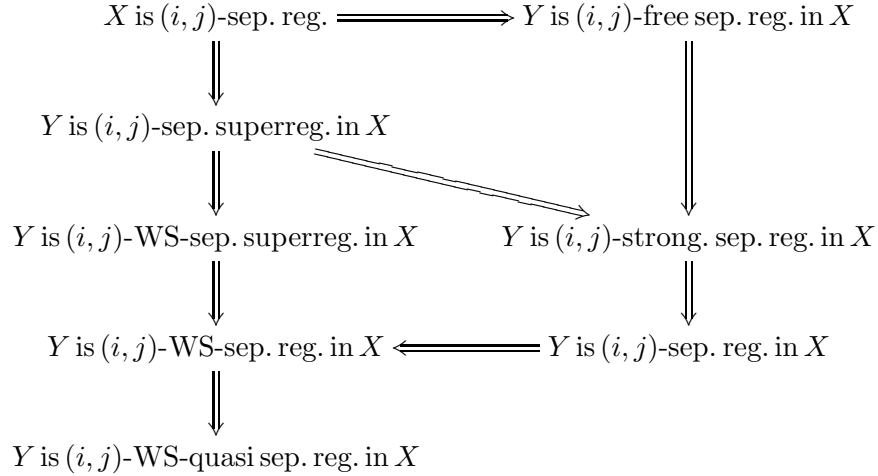 X is (i, j)-sep. reg. ⟹ Y is (i, j)-free sep. reg. in X
Y is (i, j)-sep. superreg. in X
Y is (i, j)-WS-sep. superreg. in X
Y is (i, j)-strong. sep. reg. in X
Y is (i, j)-WS-sep. reg. in X ⟸ Y is (i, j)-sep. reg. in X
Y is (i, j)-WS-quasi sep. reg. in X